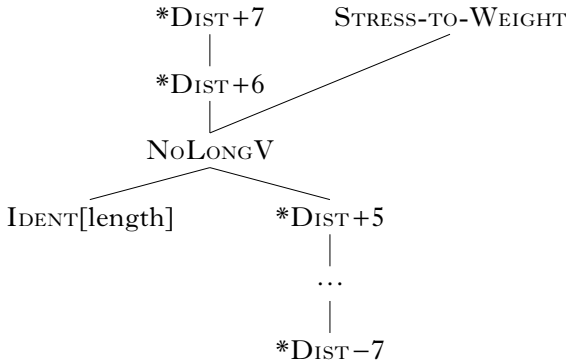 *DIST+7 STRESS-TO-WEIGHT
*DIST+6
NOLONGV
IDENT[length] *DIST+5
...
*DIST−7